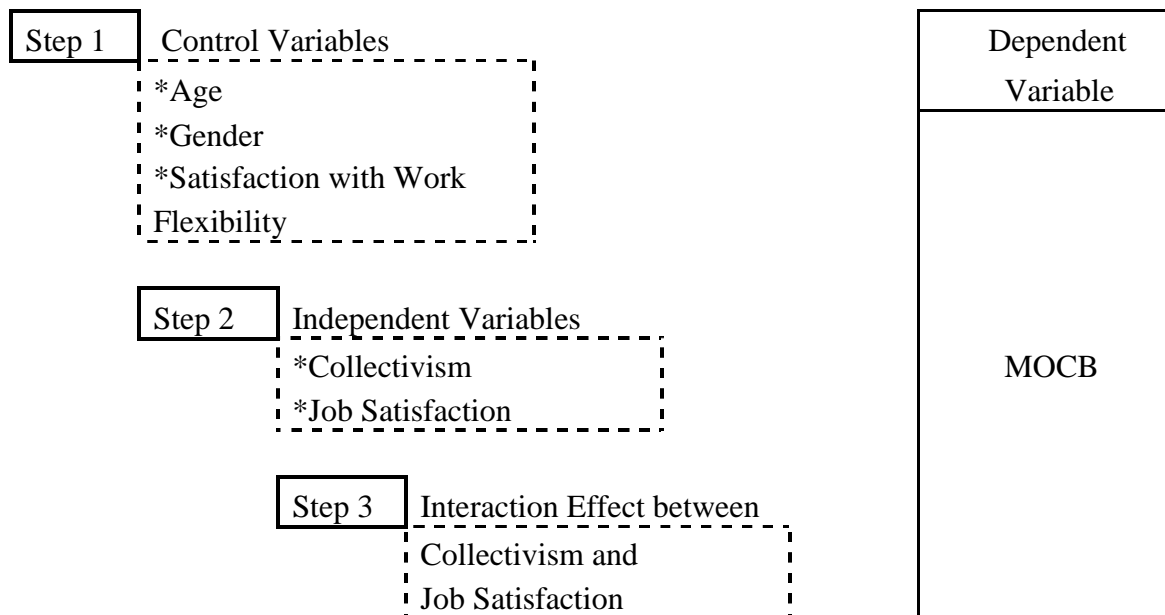 Step 1 Control Variables
*Age
*Gender
*Satisfaction with Work
Flexibility
Step 2 Independent Variables
*Collectivism
*Job Satisfaction
Step 3 Interaction Effect between
Collectivism and
Job Satisfaction
Dependent
Variable
MOCB